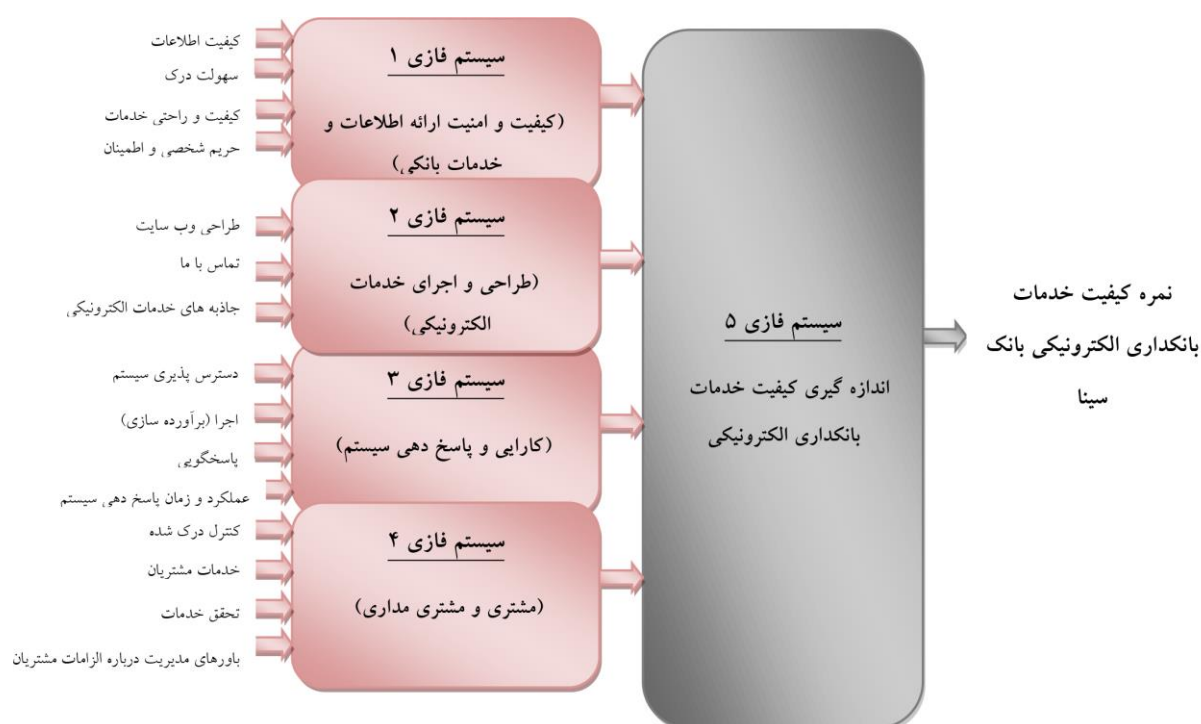 کیفیت اطلاعات
سهولت درک
کیفیت و راحتی خدمات
حریم شخصی و اطمینان
سیستم فازی ۱
(کیفیت و امنیت ارائه اطلاعات و
خدمات بانکی)
طراحی وب سایت
تماس با ما
جاذبه های خدمات الکترونیکی
سیستم فازی ۲
(طراحی و اجرای خدمات
الکترونیکی)
دسترس پذیری سیستم
اجرا (برآورده سازی)
پاسخگویی
عملکرد و زمان پاسخ دهی سیستم
سیستم فازی ۳
(کارایی و پاسخ دهی سیستم)
کنترل درک شده
خدمات مشتریان
تحقق خدمات
باورهای مدیریت درباره الزامات مشتریان
سیستم فازی ۴
(مشتری و مشتری مداری)
سیستم فازی ۵
اندازه گیری کیفیت خدمات
بانکداری الکترونیکی
نمره کیفیت خدمات
بانکداری الکترونیکی بانک
سینا